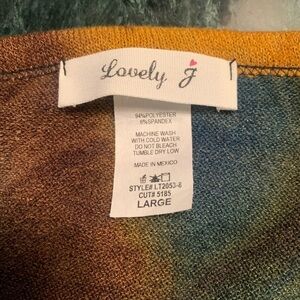 Lovely J
94%POLYESTER
6%SPANDEX
MACHINE WASH
WITH COLD WATER
DO NOT BLEACH
TUMBLE DRY LOW
MADE IN MEXICO
STYLE# LT2053-8
CUT# 5185
LARGE